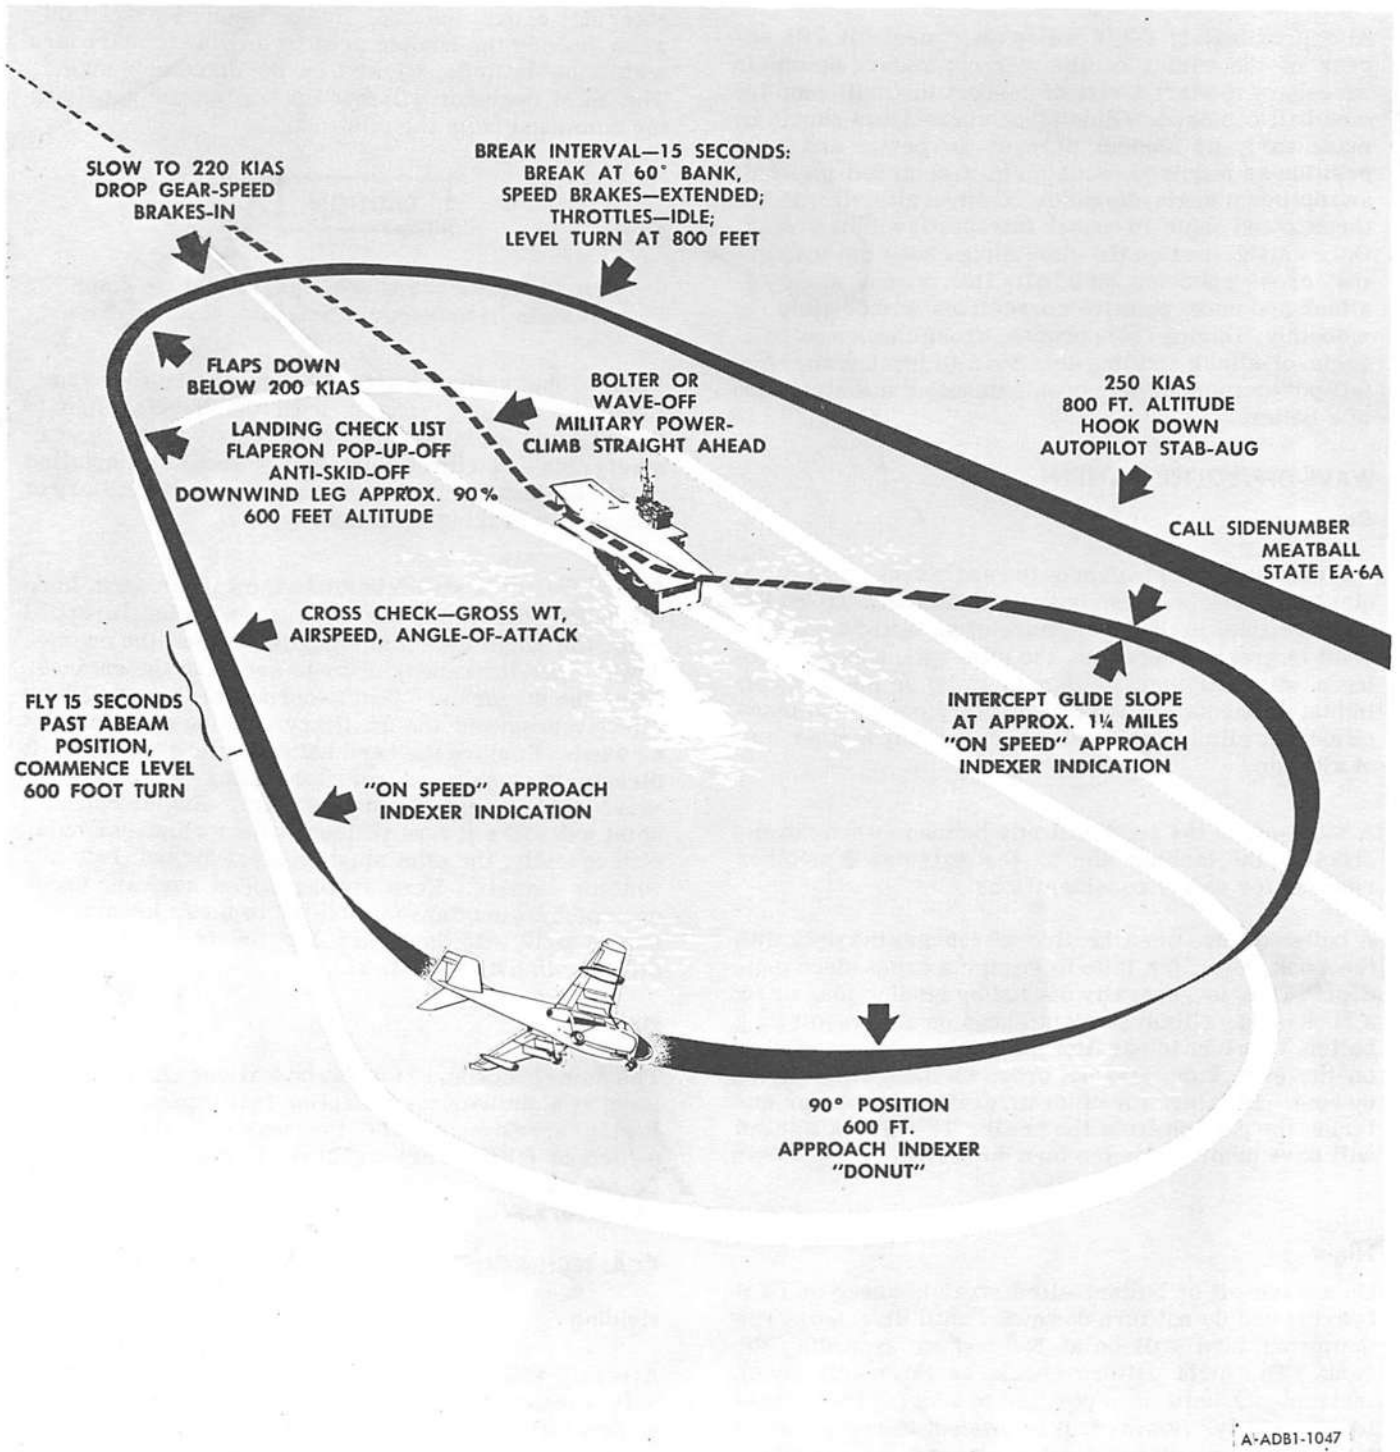 SLOW TO 220 KIAS
DROP GEAR-SPEED
BRAKES-IN
BREAK INTERVAL—15 SECONDS:
BREAK AT 60° BANK,
SPEED BRAKES—EXTENDED;
THROTTLES—IDLE;
LEVEL TURN AT 800 FEET
FLAPS DOWN
BELOW 200 KIAS
BOLTER OR
WAVE-OFF
MILITARY POWER-
CLIMB STRAIGHT AHEAD
250 KIAS
800 FT. ALTITUDE
HOOK DOWN
AUTOPILOT STAB-AUG
LANDING CHECK LIST
FLAPERON POP-UP-OFF
ANTI-SKID-OFF
DOWNWIND LEG APPROX. 90%
600 FEET ALTITUDE
CALL SIDENUMBER
MEATBALL
STATE EA-6A
CROSS CHECK—GROSS WT,
AIRSPEED, ANGLE-OF-ATTACK
FLY 15 SECONDS
PAST ABEAM
POSITION,
COMMENCE LEVEL
600 FOOT TURN
INTERCEPT GLIDE SLOPE
AT APPROX. 1¼ MILES
"ON SPEED" APPROACH
INDEXER INDICATION
"ON SPEED" APPROACH
INDEXER INDICATION
90° POSITION
600 FT.
APPROACH INDEXER
"DONUT"
A-ADB1-1047